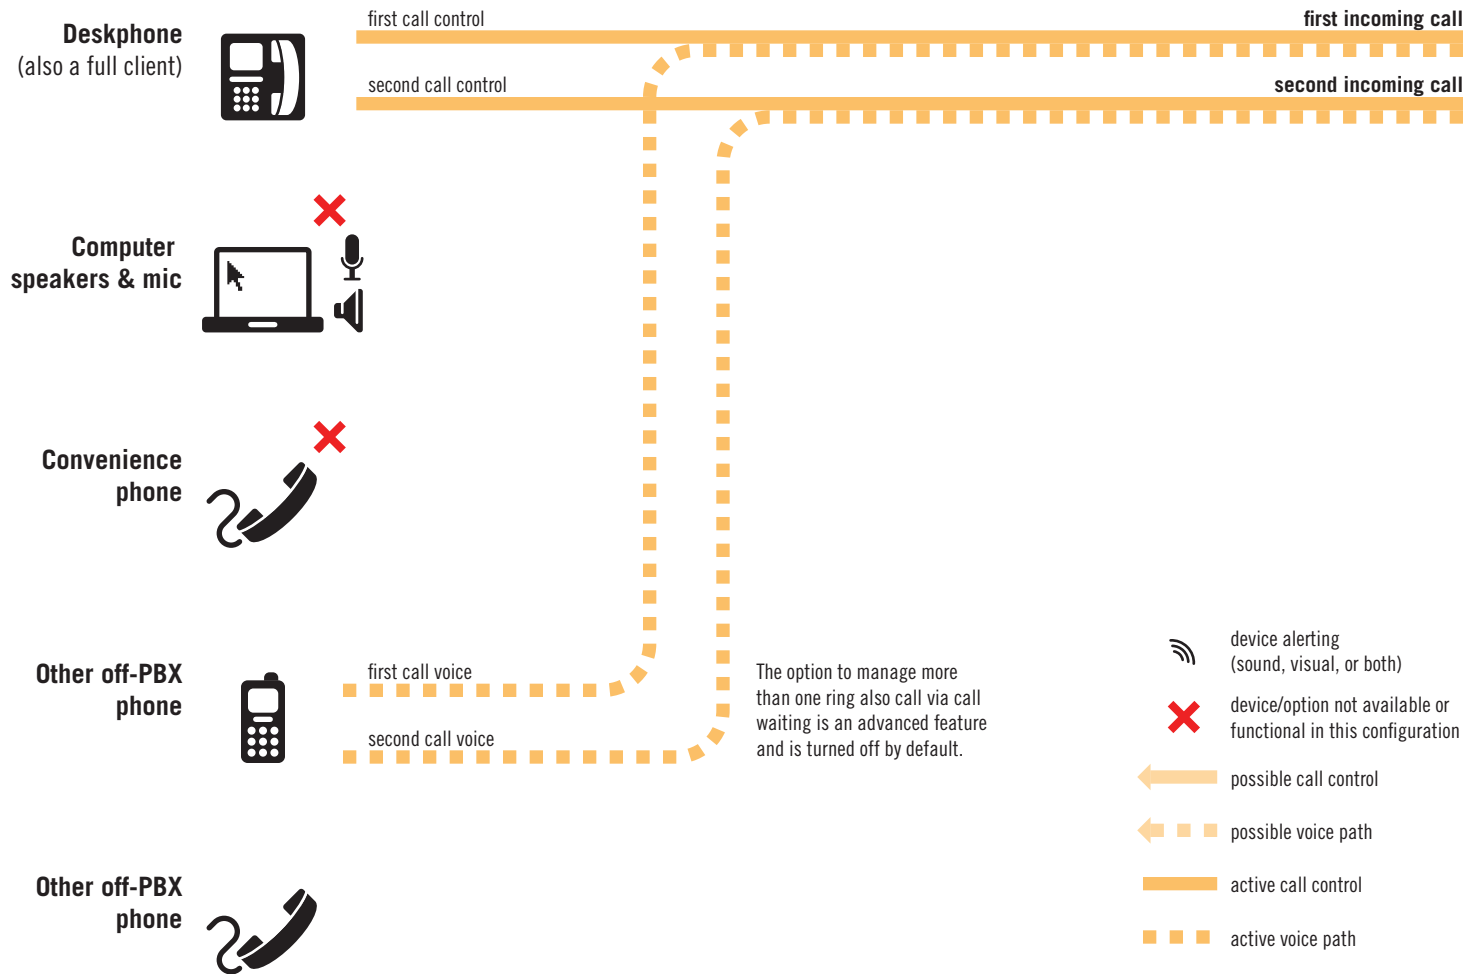 Deskphone
(also a full client)
first call control
first incoming call
second call control
second incoming call
Computer
speakers & mic
Convenience
phone
Other off-PBX
phone
first call voice
second call voice
The option to manage more
than one ring also call via call
waiting is an advanced feature
and is turned off by default.
Other off-PBX
phone
device alerting
(sound, visual, or both)
device/option not available or
functional in this configuration
possible call control
possible voice path
active call control
active voice path